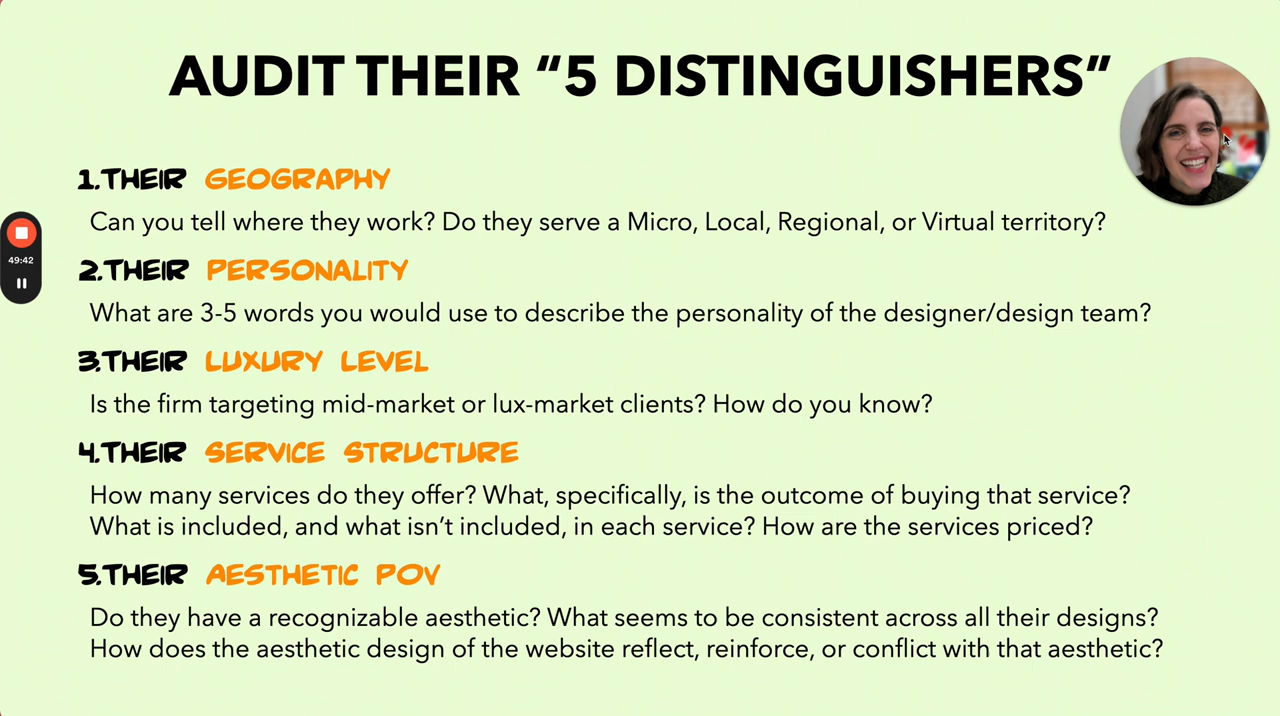 AUDIT THEIR “5 DISTINGUISHERS”
1.THEIR GEOGRAPHY
Can you tell where they work? Do they serve a Micro, Local, Regional, or Virtual territory?
49:42
2.THEIR PERSONALITY
What are 3-5 words you would use to describe the personality of the designer/design team?
3.THEIR LUXURY LEVEL
Is the firm targeting mid-market or lux-market clients? How do you know?
4.THEIR SERVICE STRUCTURE
How many services do they offer? What, specifically, is the outcome of buying that service?
What is included, and what isn’t included, in each service? How are the services priced?
5.THEIR AESTHETIC POV
Do they have a recognizable aesthetic? What seems to be consistent across all their designs?
How does the aesthetic design of the website reflect, reinforce, or conflict with that aesthetic?